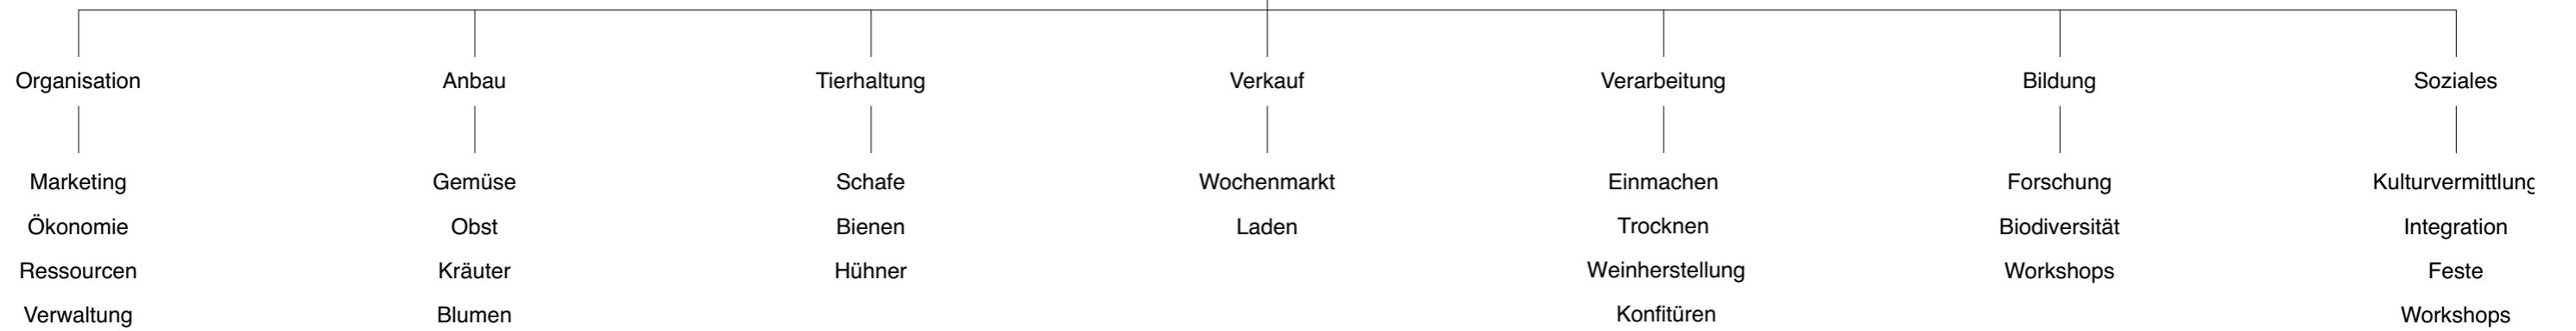 Organisation
Anbau
Tierhaltung
Verkauf
Verarbeitung
Bildung
Soziales
Marketing
Ökonomie
Ressourcen
Verwaltung
Gemüse
Obst
Kräuter
Blumen
Schafe
Bienen
Hühner
Wochenmarkt
Laden
Einmachen
Trocknen
Weinherstellung
Konfitüren
Forschung
Biodiversität
Workshops
Kulturvermittlung
Integration
Feste
Workshops